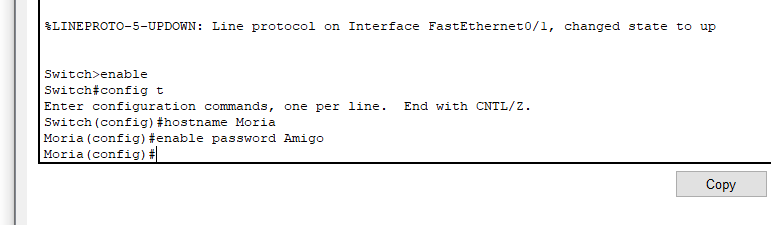 %LINEPROTO-5-UPDOWN: Line protocol on Interface FastEthernet0/1, changed state to up
Switch>enable
Switch#config t
Enter configuration commands, one per line.  End with CNTL/Z.
Switch(config)#hostname Moria
Moria(config)#enable password Amigo
Moria(config)#
Copy